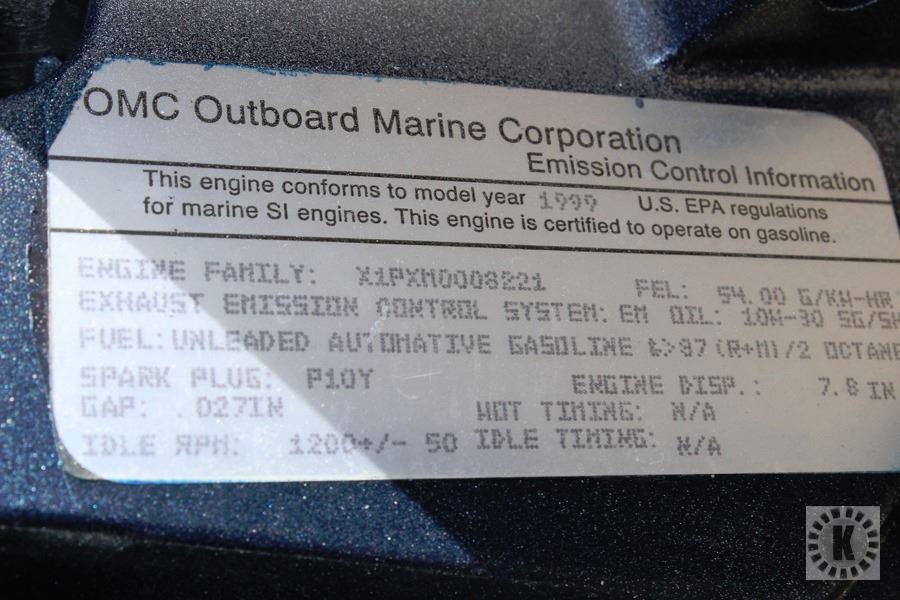 OMC Outboard Marine Corporation
Emission Control Information
This engine conforms to model year 1999 U.S. EPA regulations
for marine SI engines. This engine is certified to operate on gasoline.
ENGINE FAMILY: X1PXM0008221 FEL: 54.00 G/KW-HR
EXHAUST EMISSION CONTROL SYSTEM: EM OIL: 10W-30 SG/SH
FUEL: UNLEADED AUTOMATIVE GASOLINE 6>87 (R+M)/2 OCTANE
SPARK PLUG: P10Y ENGINE DISP.: 7.8 IN
GAP: .027IN WOT TIMING: N/A
IDLE RPM: 1200+/- 50 IDLE TIMING: N/A
K